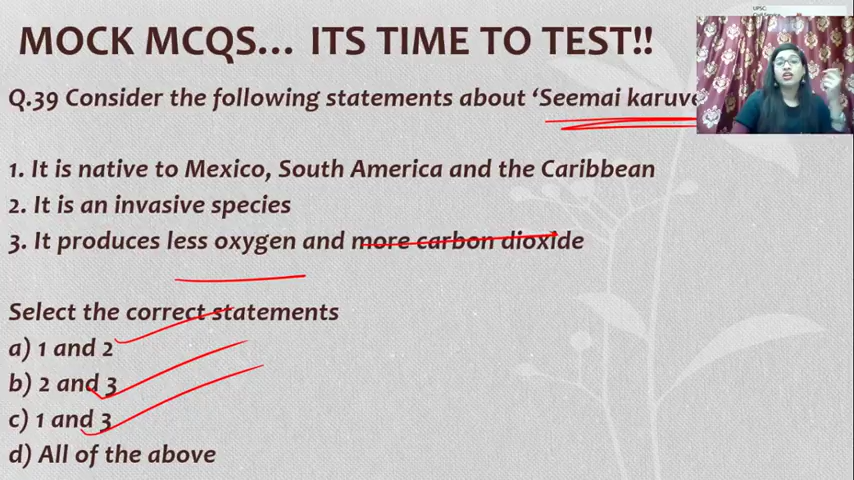 UPSC
MOCK MCQS... ITS TIME TO TEST!!
Q.39 Consider the following statements about ‘Seemai
1. It is native to Mexico, South America and the Caribbean
2. It is an invasive species
3. It produces less oxygen and more carbon dioxide
Select the correct statements
a) 1 and 2
b) 2 and 3
c) 1 and 3
d) All of the above